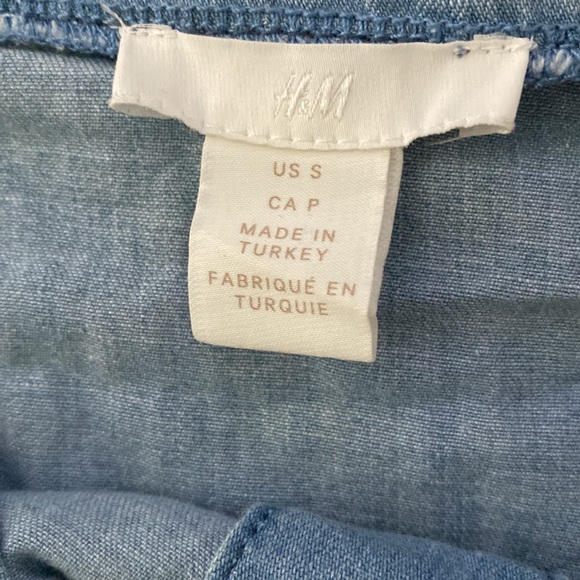 H&M
US S
CA P
MADE IN
TURKEY
FABRIQUÉ EN
TURQUIE